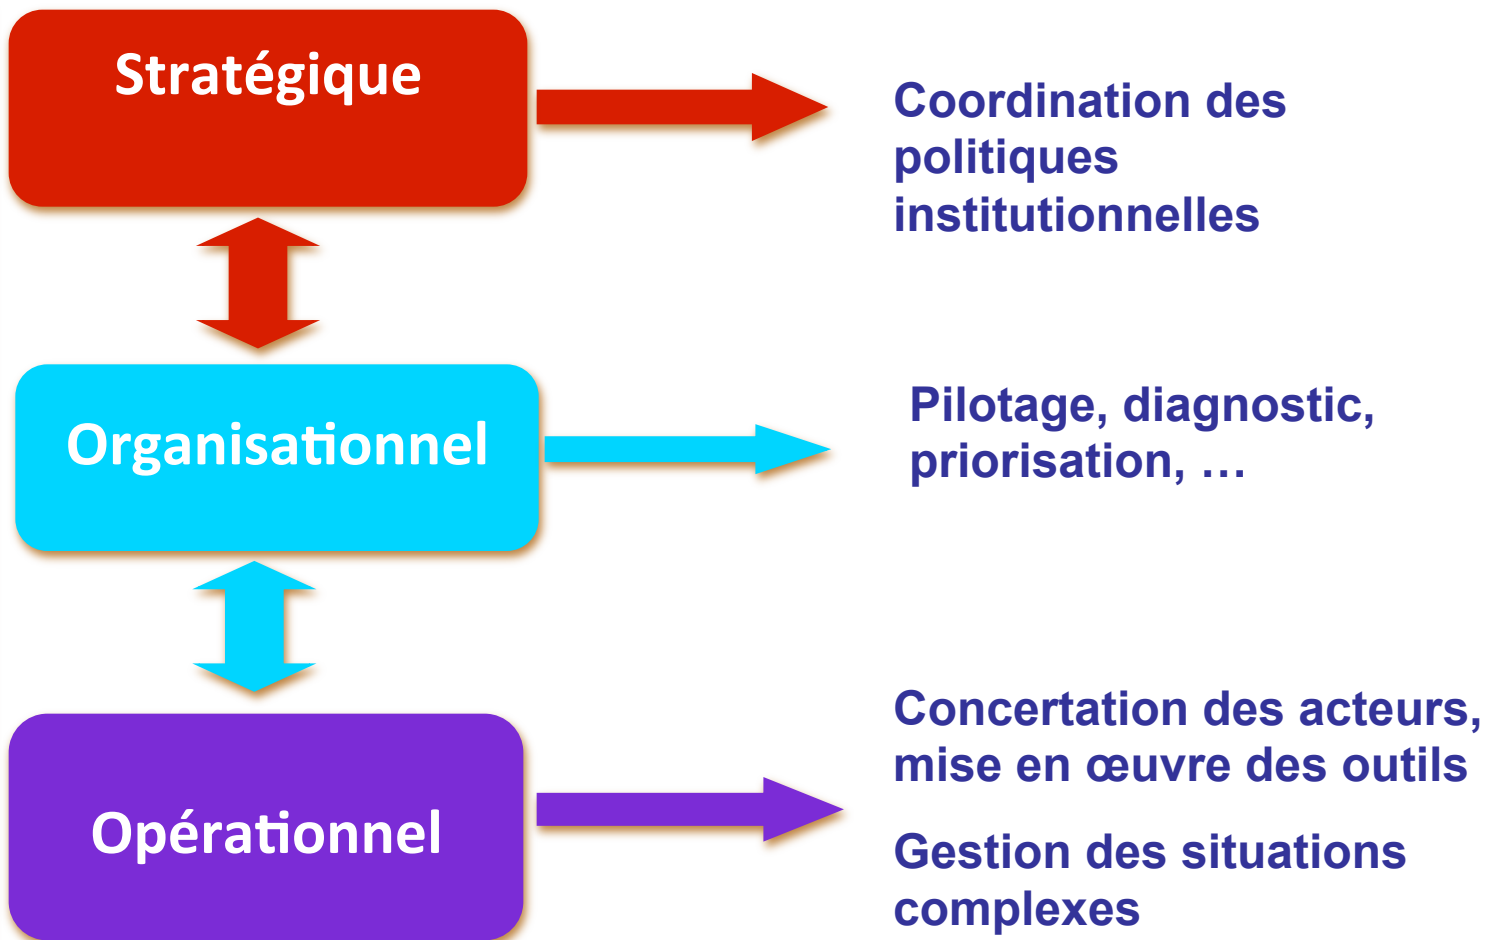 Stratégique
Coordination des
politiques
institutionnelles
Organisationnel
Pilotage, diagnostic,
priorisation, …
Opérationnel
Concertation des acteurs,
mise en œuvre des outils
Gestion des situations
complexes